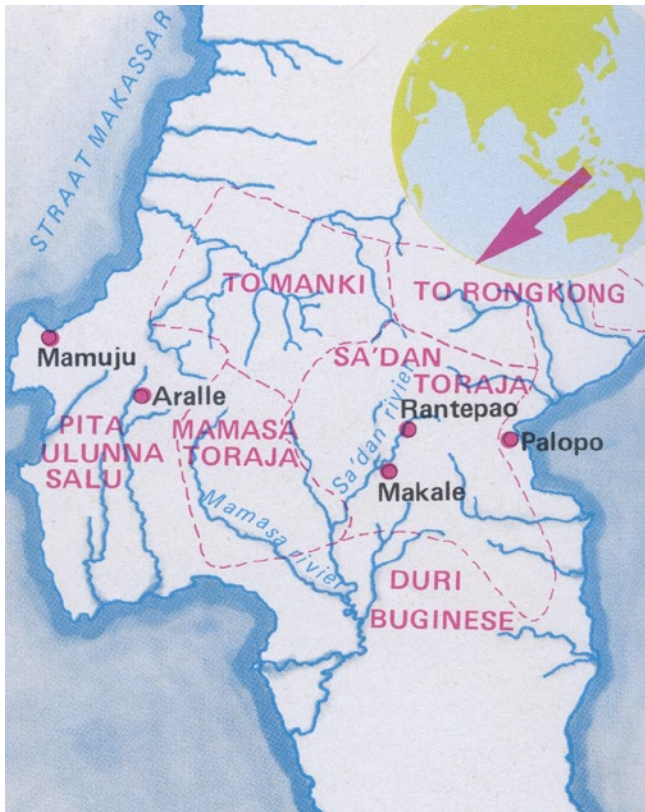 STRAAT MAKASSAR
TO MANKI
TO RONGKONG
Mamuju
SA'DAN
TORAJA
Aralle
Rantepao
PITA
ULUNNA
SALU
MAMASA
TORAJA
Sa'dan rivier
Palopo
Makale
Mamasa rivier
DURI
BUGINESE